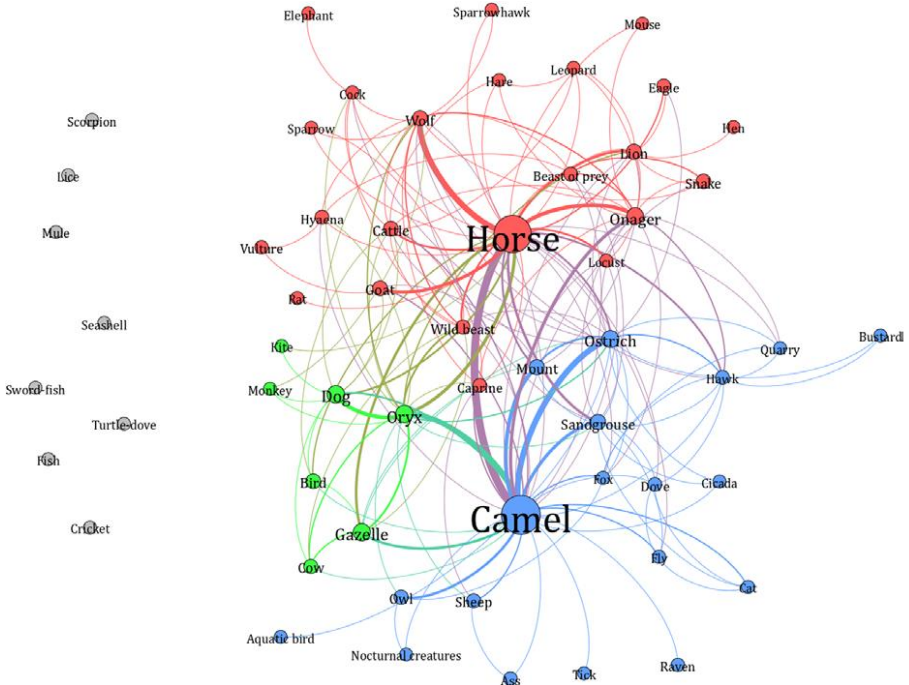 Elephant
Sparrowhawk
Mouse
Leopard
Hare
Eagle
Cock
Scorpion
Wolf
Sparrow
Hen
Lion
Lice
Beast of prey
Snake
Hyaena
Onager
Cattle
Mule
Horse
Vulture
Locust
Goat
Rat
Seashell
Wild beast
Ostrich
Bustard
Kite
Quarry
Mount
Hawk
Caprine
Sword-fish
Monkey
Dog
Oryx
Turtle-dove
Sandgrouse
Fish
Fox
Bird
Dove
Cicada
Camel
Cricket
Gazelle
Fly
Cow
Cat
Owl
Sheep
Aquatic bird
Nocturnal creatures
Raven
Tick
Ass